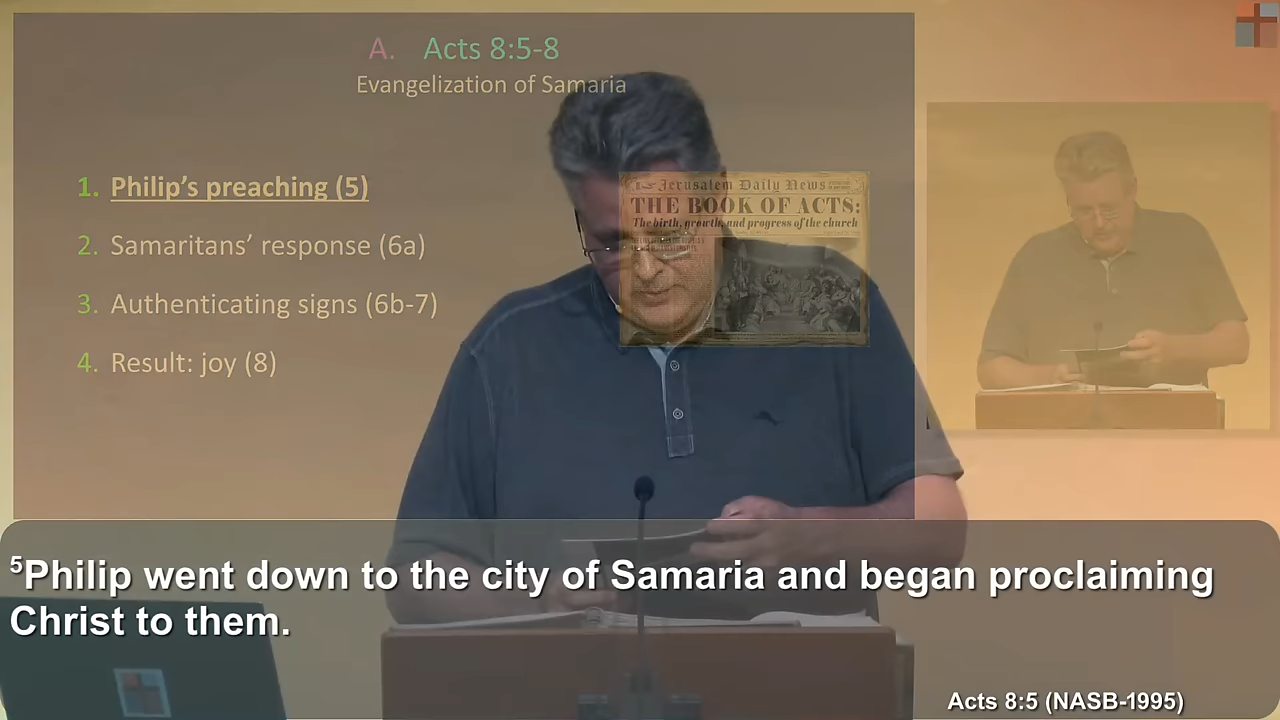 A. Acts 8:5-8
Evangelization of Samaria
1. Philip’s preaching (5)
2. Samaritans’ response (6a)
3. Authenticating signs (6b-7)
4. Result: joy (8)
Jerusalem Daily News
THE BOOK OF ACTS:
The birth, growth, and progress of the church
5Philip went down to the city of Samaria and began proclaiming
Christ to them.
Acts 8:5 (NASB-1995)